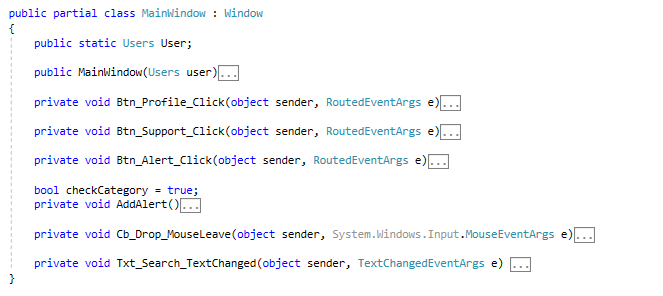 public partial class MainWindow : Window
{
public static Users User;
public MainWindow(Users user)...
private void Btn_Profile_Click(object sender, RoutedEventArgs e)...
private void Btn_Support_Click(object sender, RoutedEventArgs e)...
private void Btn_Alert_Click(object sender, RoutedEventArgs e)...
bool checkCategory = true;
private void AddAlert()...
private void Cb_Drop_MouseLeave(object sender, System.Windows.Input.MouseEventArgs e)...
private void Txt_Search_TextChanged(object sender, TextChangedEventArgs e) ...
}